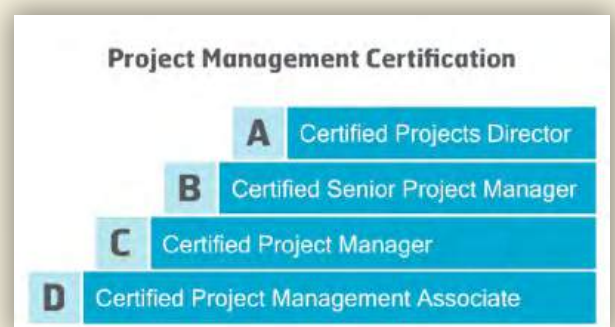 Project Management Certification
A Certified Projects Director
B Certified Senior Project Manager
C Certified Project Manager
D Certified Project Management Associate